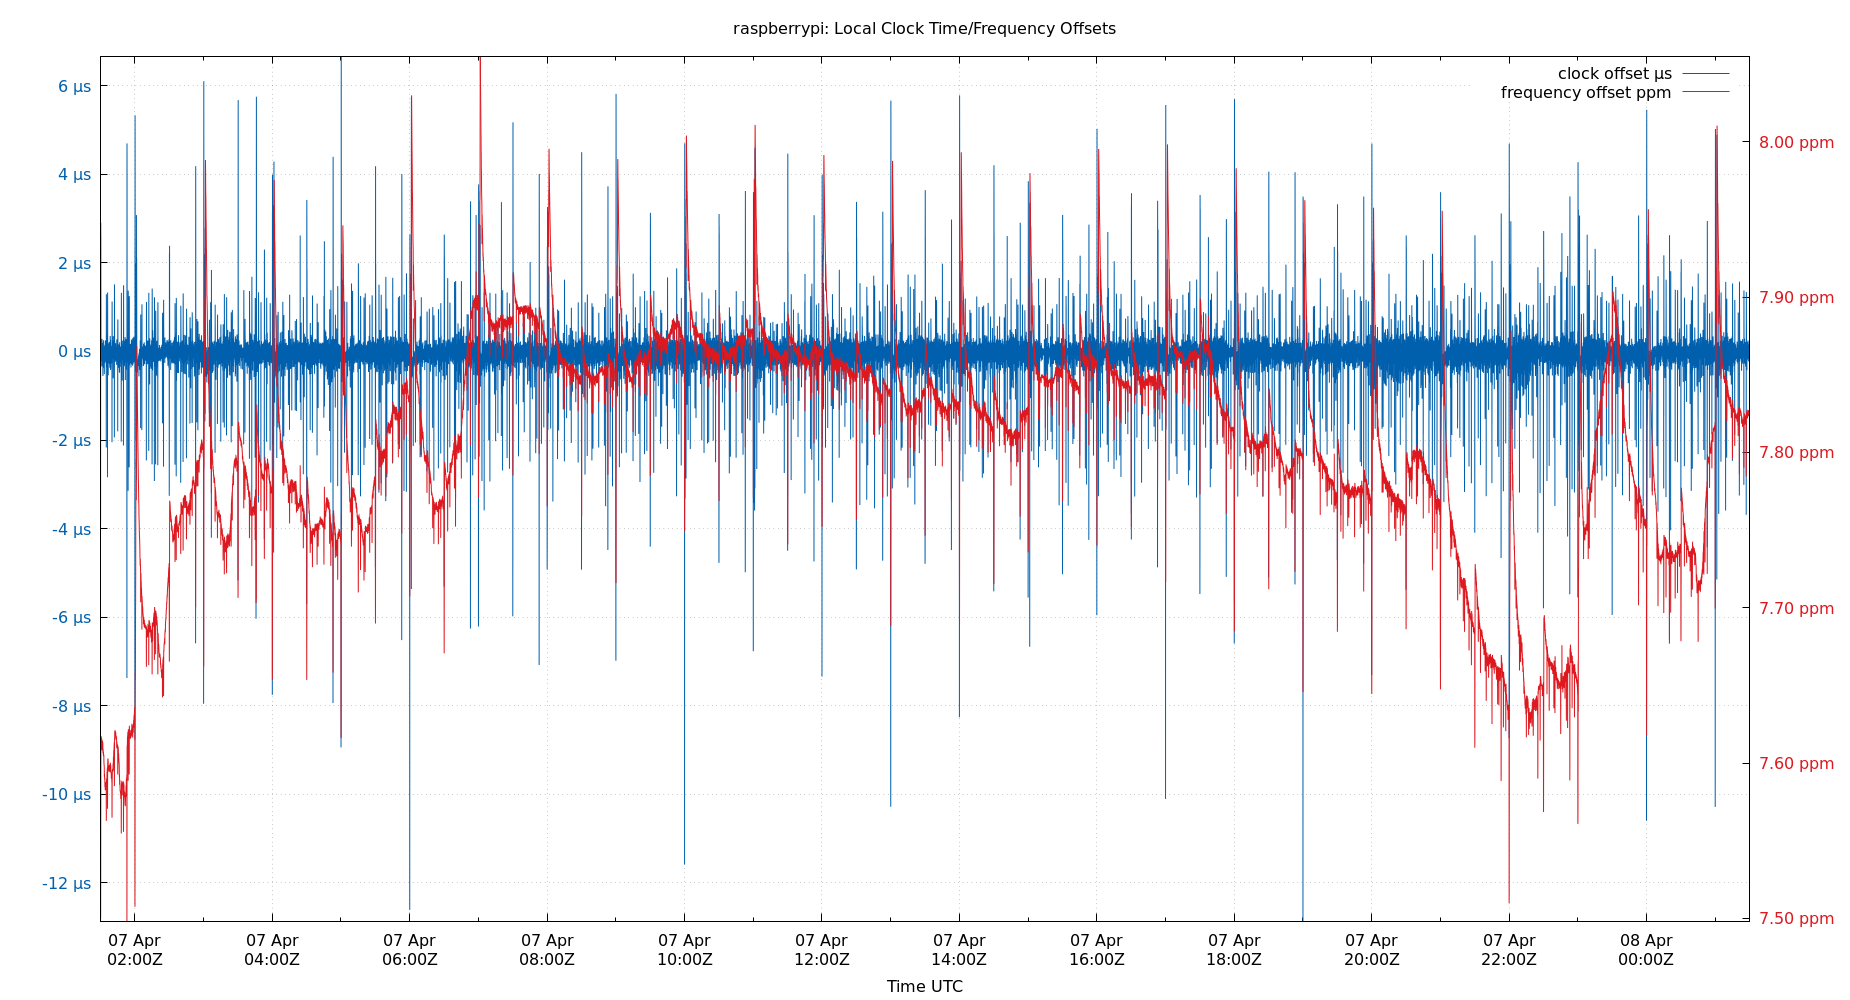 raspberrypi: Local Clock Time/Frequency Offsets
clock offset µs
frequency offset ppm
6 µs
4 µs
2 µs
0 µs
-2 µs
-4 µs
-6 µs
-8 µs
-10 µs
-12 µs
8.00 ppm
7.90 ppm
7.80 ppm
7.70 ppm
7.60 ppm
7.50 ppm
07 Apr 07 Apr 07 Apr 07 Apr 07 Apr 07 Apr 07 Apr 07 Apr 07 Apr 07 Apr 07 Apr 08 Apr
02:00Z 04:00Z 06:00Z 08:00Z 10:00Z 12:00Z 14:00Z 16:00Z 18:00Z 20:00Z 22:00Z 00:00Z
Time UTC